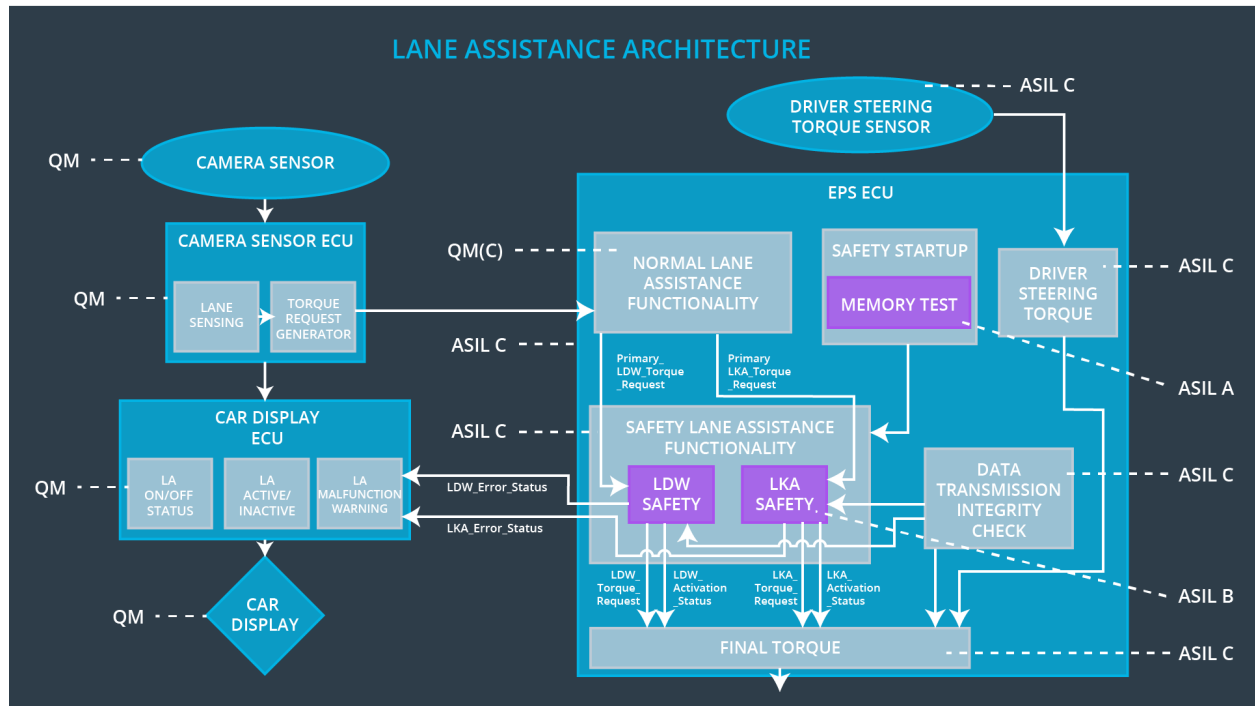 LANE ASSISTANCE ARCHITECTURE
ASIL C
DRIVER STEERING
TORQUE SENSOR
QM
CAMERA SENSOR
EPS ECU
CAMERA SENSOR ECU
QM(C)
NORMAL LANE
ASSISTANCE
FUNCTIONALITY
SAFETY STARTUP
MEMORY TEST
DRIVER
STEERING
TORQUE
ASIL C
QM
LANE
SENSING
TORQUE
REQUEST
GENERATOR
ASIL C
Primary_
LDW_Torque
_Request
Primary
LKA_Torque
_Request
ASIL A
CAR DISPLAY
ECU
ASIL C
SAFETY LANE ASSISTANCE
FUNCTIONALITY
QM
LA
ON/OFF
STATUS
LA
ACTIVE/
INACTIVE
LA
MALFUNCTION
WARNING
LDW_Error_Status
LKA_Error_Status
LDW
SAFETY
LKA
SAFETY
DATA
TRANSMISSION
INTEGRITY
CHECK
ASIL C
LDW_
Torque_
Request
LDW_
Activation
_Status
LKA_
Torque_
Request
LKA_
Activation
_Status
ASIL B
QM
CAR
DISPLAY
FINAL TORQUE
ASIL C